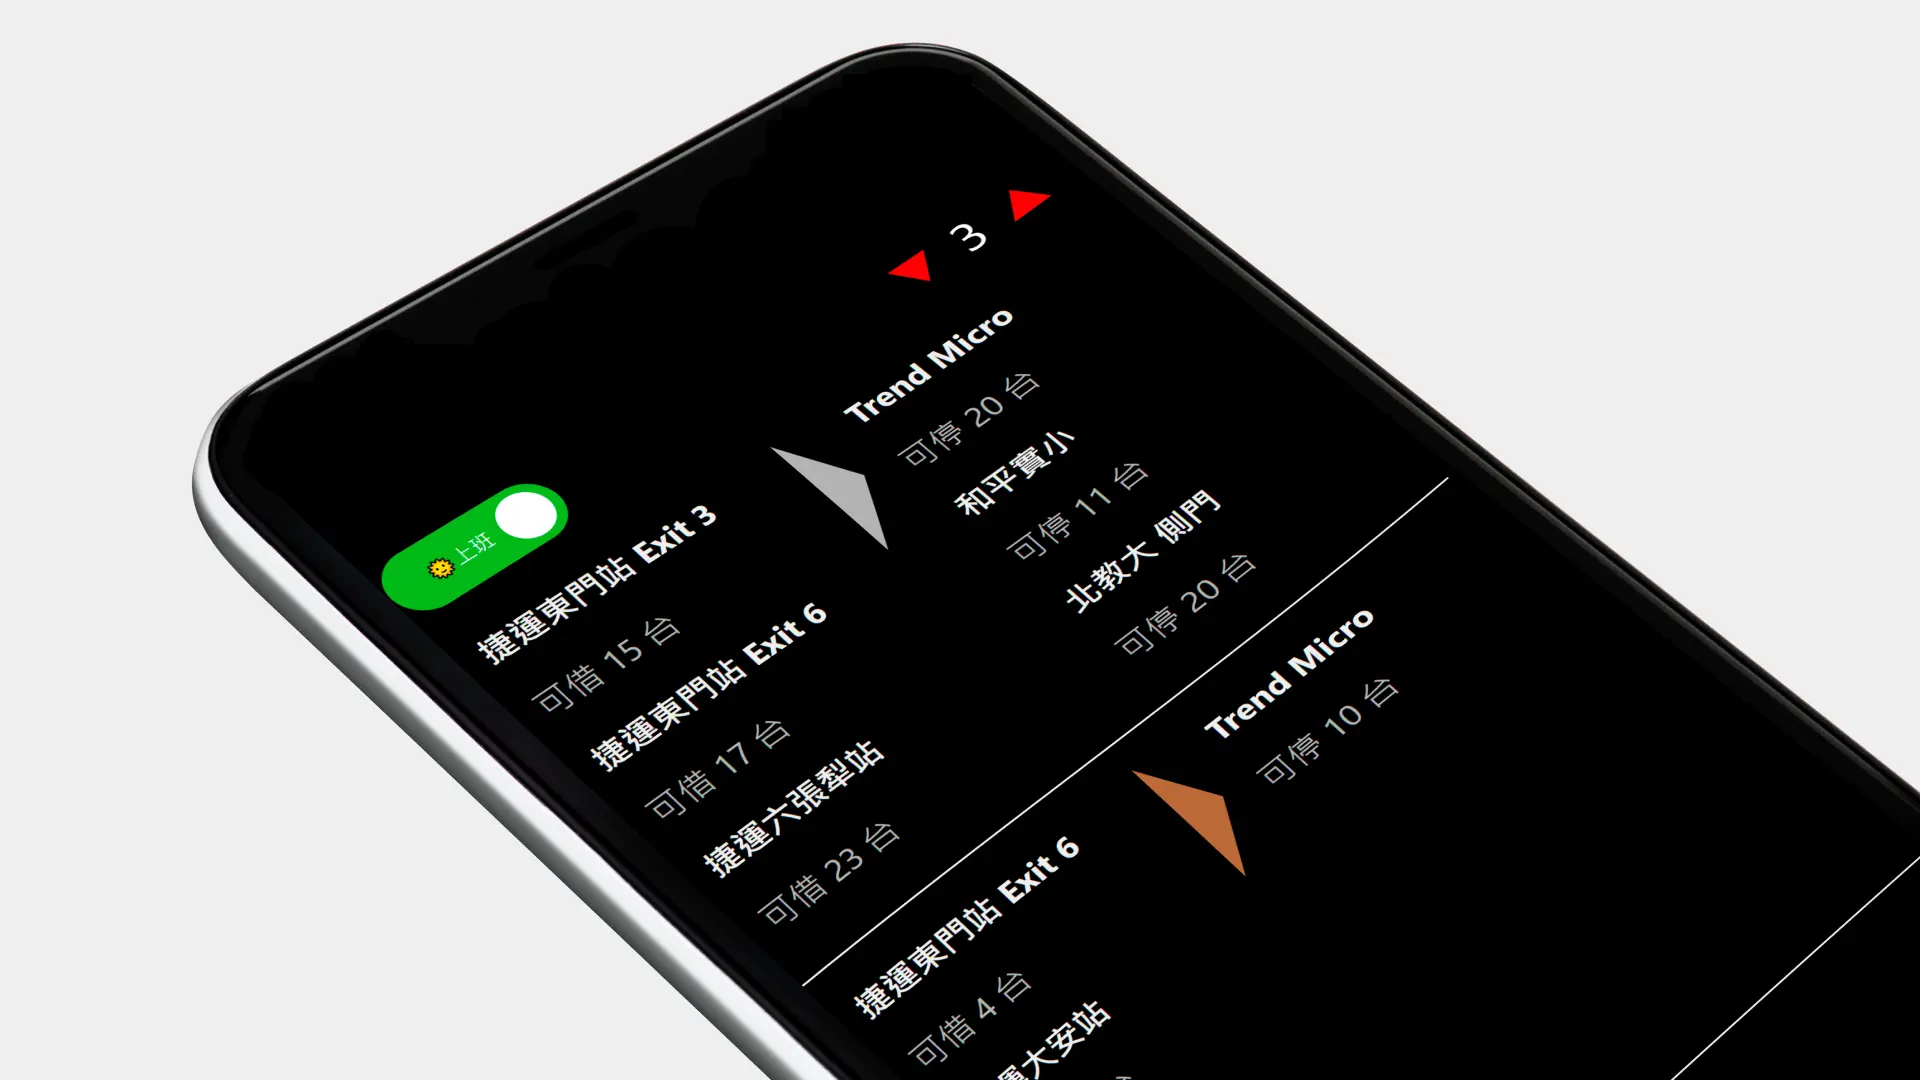 3
上班
捷運東門站 Exit 3
可借 15 台
捷運東門站 Exit 6
可借 17 台
捷運六張犁站
可借 23 台
Trend Micro
可停 20 台
和平實小
可停 11 台
北教大 側門
可停 20 台
捷運東門站 Exit 6
可借 4 台
運大安站
Trend Micro
可停 10 台